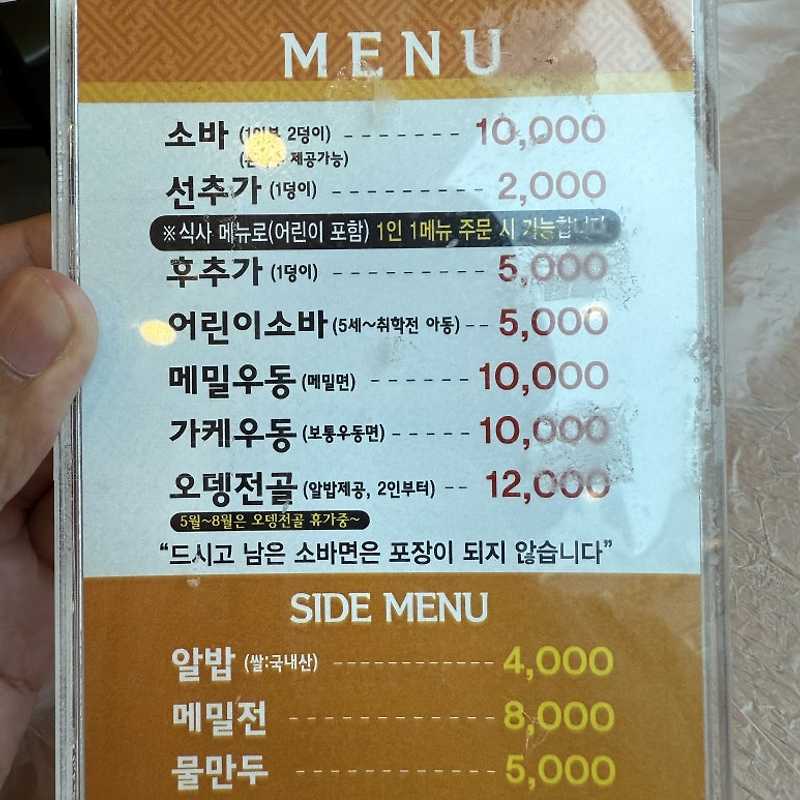 MENU
소바 (1인분 2덩이) ------- 10,000
제공가능)
선추가 (1덩이) --------- 2,000
※식사 메뉴로(어린이 포함) 1인 1메뉴 주문 시 가능합니다
후추가 (1덩이) --------- 5,000
어린이소바 (5세~취학전 아동) -- 5,000
메밀우동 (메밀면) ------ 10,000
가케우동 (보통우동면) ----- 10,000
오뎅전골 (알밥제공, 2인부터) -- 12,000
5월~8월은 오뎅전골 휴가중~
“드시고 남은 소바면은 포장이 되지 않습니다”
SIDE MENU
알밥 (쌀:국내산) ---------- 4,000
메밀전 ------------- 8,000
물만두 ------------- 5,000